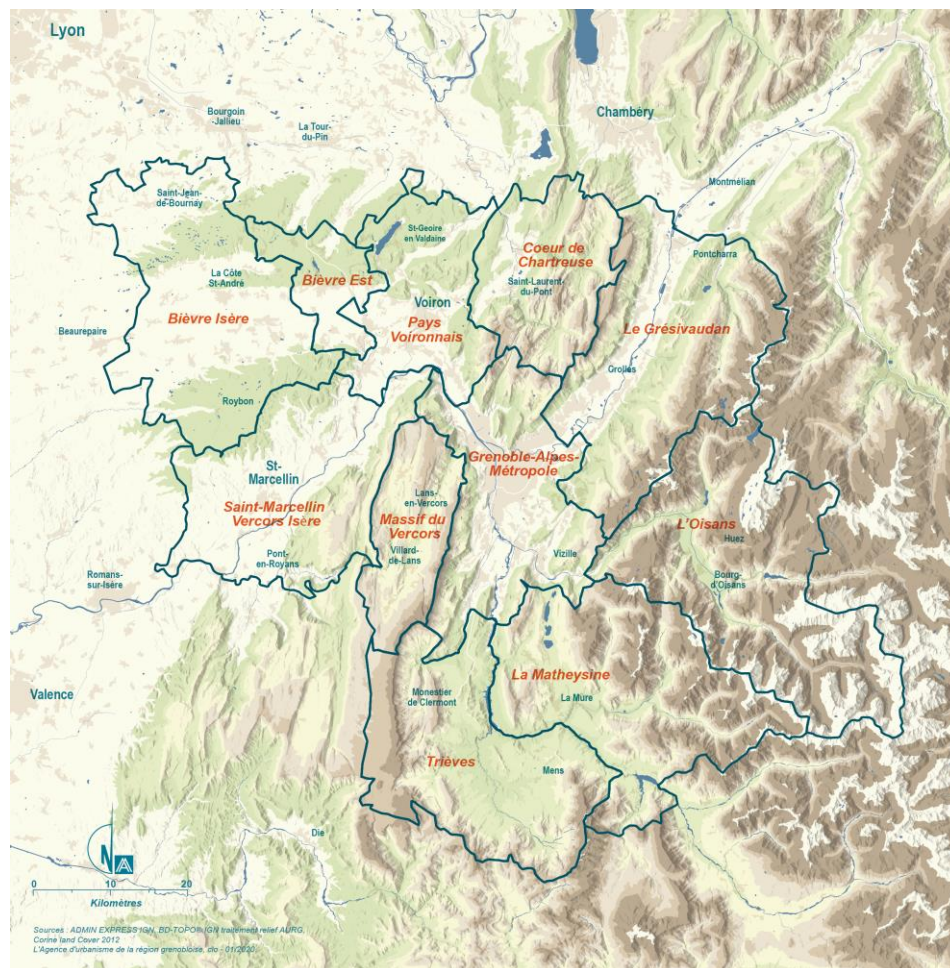 Lyon
Bourgoin
-Jallieu
La Tour-
du-Pin
Chambéry
Montmélian
Saint-Jean-
de-Bournay
St-Geoire
en Valdaine
Coeur de
Chartreuse
Pontcharra
La Côte
St-André
Bièvre Est
Saint-Laurent-
du-Pont
Voiron
Bièvre Isère
Pays
Voironnais
Le Grésivaudan
Beaurepaire
Crolles
Roybon
Grenoble-Alpes-
Métropole
St-
Marcellin
Lans-
en-Vercors
Saint-Marcellin
Vercors Isère
Massif du
Vercors
L'Oisans
Huez
Pont-
en-Royans
Villard-
de-Lans
Vizille
Romans-
sur-Isère
Bourg-
d'Oisans
La Matheysine
Valence
Monestier
de Clermont
La Mure
Trièves
Mens
Die
N
0 10 20
Kilomètres
Sources : ADMIN EXPRESS IGN, BD-TOPO® IGN traitement relief AURG,
Corine land Cover 2012
L'Agence d'urbanisme de la région grenobloise, clo - 01/2020